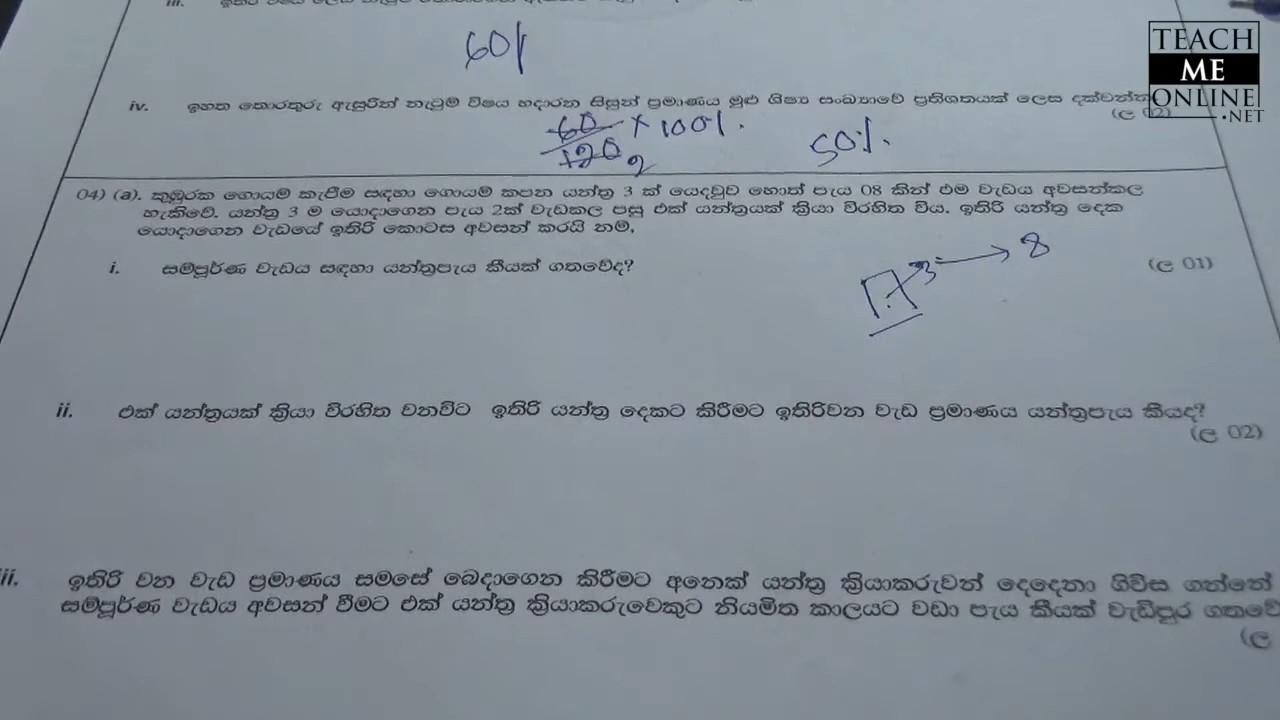 iii.
60%
iv. ඉහත තොරතුරු ඇසුරින් නැටුම් විෂය හදාරන සිසුන් ප්‍රමාණය මුළු ශිෂ්‍ය සංඛ්‍යාවේ ප්‍රතිශතයක් ලෙස දක්වන්න
(ල 02)
60/120 2 × 100%. 50%.
04) (a). කුඹුරක ගොයම් කැපීම සඳහා ගොයම් කපන යන්ත්‍ර 3 ක් යෙදවුව හොත් පැය 08 කින් එම වැඩය අවසන්කල
හැකිවේ. යන්ත්‍ර 3 ම යොදාගෙන පැය 2ක් වැඩකල පසු එක් යන්ත්‍රයක් ක්‍රියා විරහිත විය. ඉතිරි යන්ත්‍ර දෙක
යොදාගෙන වැඩයේ ඉතිරි කොටස අවසන් කරයි නම්,
i. සම්පූර්ණ වැඩය සඳහා යන්ත්‍රපැය කීයක් ගතවේද? (ල 01)
3 → 8
ii. එක් යන්ත්‍රයක් ක්‍රියා විරහිත වනවිට ඉතිරි යන්ත්‍ර දෙකට කිරීමට ඉතිරිවන වැඩ ප්‍රමාණය යන්ත්‍රපැය කීයද?
(ල 02)
iii. ඉතිරි වන වැඩ ප්‍රමාණය සමසේ බෙදාගෙන කිරීමට අනෙක් යන්ත්‍ර ක්‍රියාකරුවන් දෙදෙනා ගිවිස ගත්තේ
සම්පූර්ණ වැඩය අවසන් වීමට එක් යන්ත්‍ර ක්‍රියාකරුවෙකුට නියමිත කාලයට වඩා පැය කීයක් වැඩිපුර ගතවේ
(ල
TEACH
ME
ONLINE
.NET